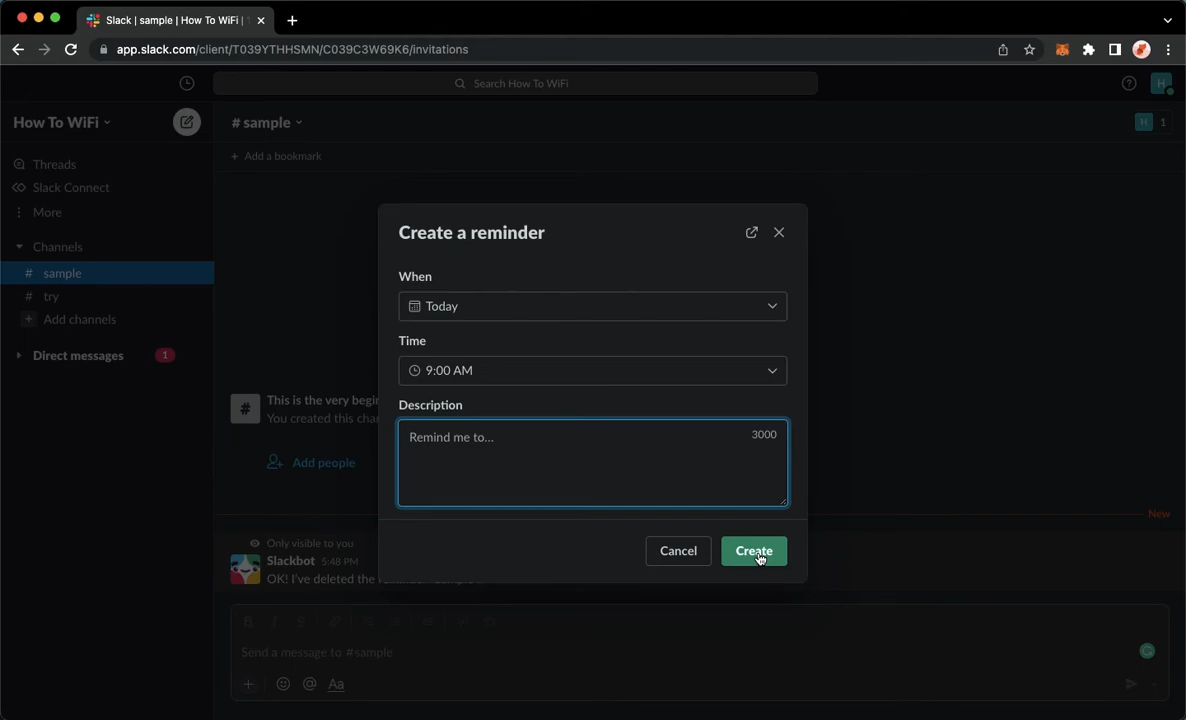 Slack | sample | How To WiFi |
app.slack.com/client/T039YTHHSMN/C039C3W69K6/invitations
Search How To WiFi
H
How To WiFi
# sample
H 1
+ Add a bookmark
Threads
Slack Connect
More
Channels
# sample
# try
+ Add channels
Direct messages 1
Create a reminder
When
Today
Time
9:00 AM
Description
Remind me to...
3000
Cancel
Create
# This is the very begin
You created this cha
Add people
New
Only visible to you
Slackbot 5:48 PM
OK! I've deleted the
Send a message to #sample
+ @ Aa